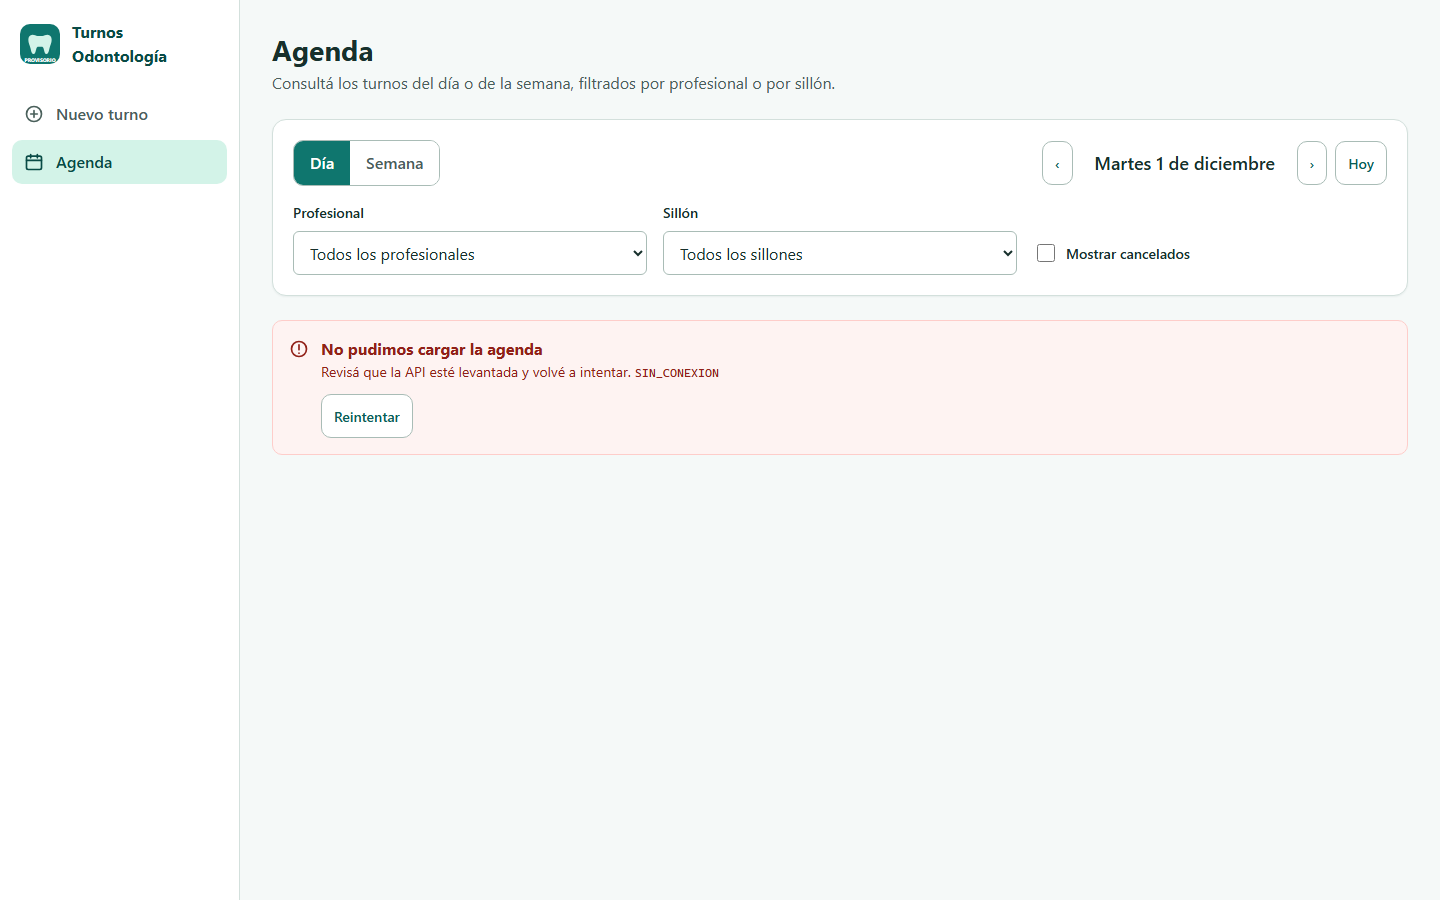 Turnos
Odontología
PROVISORIO
Nuevo turno
Agenda
Agenda
Consultá los turnos del día o de la semana, filtrados por profesional o por sillón.
Día Semana ‹ Martes 1 de diciembre › Hoy
Profesional Sillón
Todos los profesionales Todos los sillones Mostrar cancelados
No pudimos cargar la agenda
Revisá que la API esté levantada y volvé a intentar. SIN_CONEXION
Reintentar